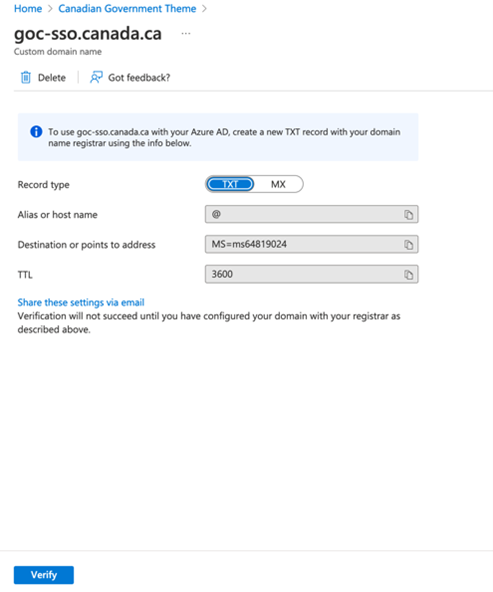 Home > Canadian Government Theme >
goc-sso.canada.ca ...
Custom domain name
Delete | Got feedback?
To use goc-sso.canada.ca with your Azure AD, create a new TXT record with your domain
name registrar using the info below.
Record type TXT MX
Alias or host name @
Destination or points to address MS=ms64819024
TTL 3600
Share these settings via email
Verification will not succeed until you have configured your domain with your registrar as
described above.
Verify